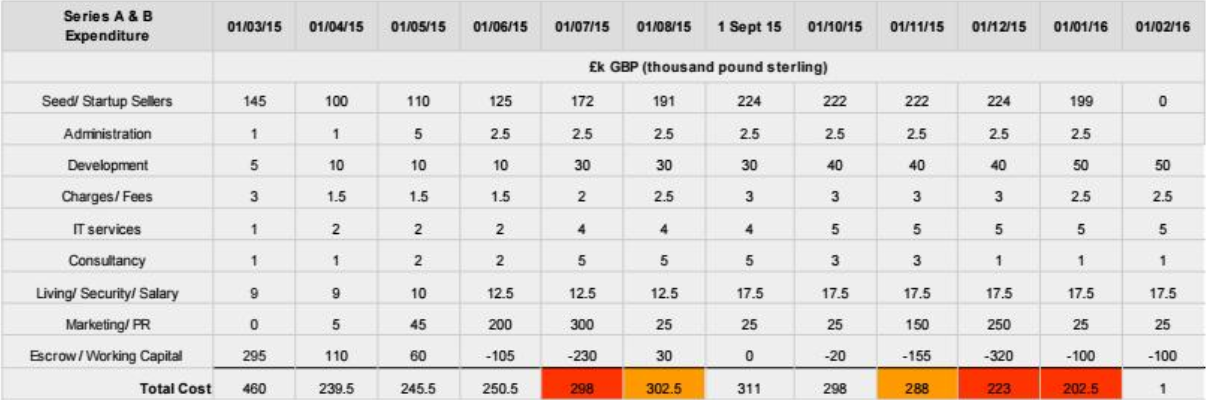 Series A & B Expenditure 01/03/15 01/04/15 01/05/15 01/06/15 01/07/15 01/08/15 1 Sept 15 01/10/15 01/11/15 01/12/15 01/01/16 01/02/16
£k GBP (thousand pound sterling)
Seed/ Startup Sellers 145 100 110 125 172 191 224 222 222 224 199 0
Administration 1 1 5 2.5 2.5 2.5 2.5 2.5 2.5 2.5 2.5
Development 5 10 10 10 30 30 30 40 40 40 50 50
Charges/ Fees 3 1.5 1.5 1.5 2 2.5 3 3 3 3 2.5 2.5
IT services 1 2 2 2 4 4 4 5 5 5 5 5
Consultancy 1 1 2 2 5 5 5 3 3 1 1 1
Living/ Security/ Salary 9 9 10 12.5 12.5 12.5 17.5 17.5 17.5 17.5 17.5 17.5
Marketing/ PR 0 5 45 200 300 25 25 25 150 250 25 25
Escrow / Working Capital 295 110 60 -105 -230 30 0 -20 -155 -320 -100 -100
Total Cost 460 239.5 245.5 250.5 298 302.5 311 298 288 223 202.5 1